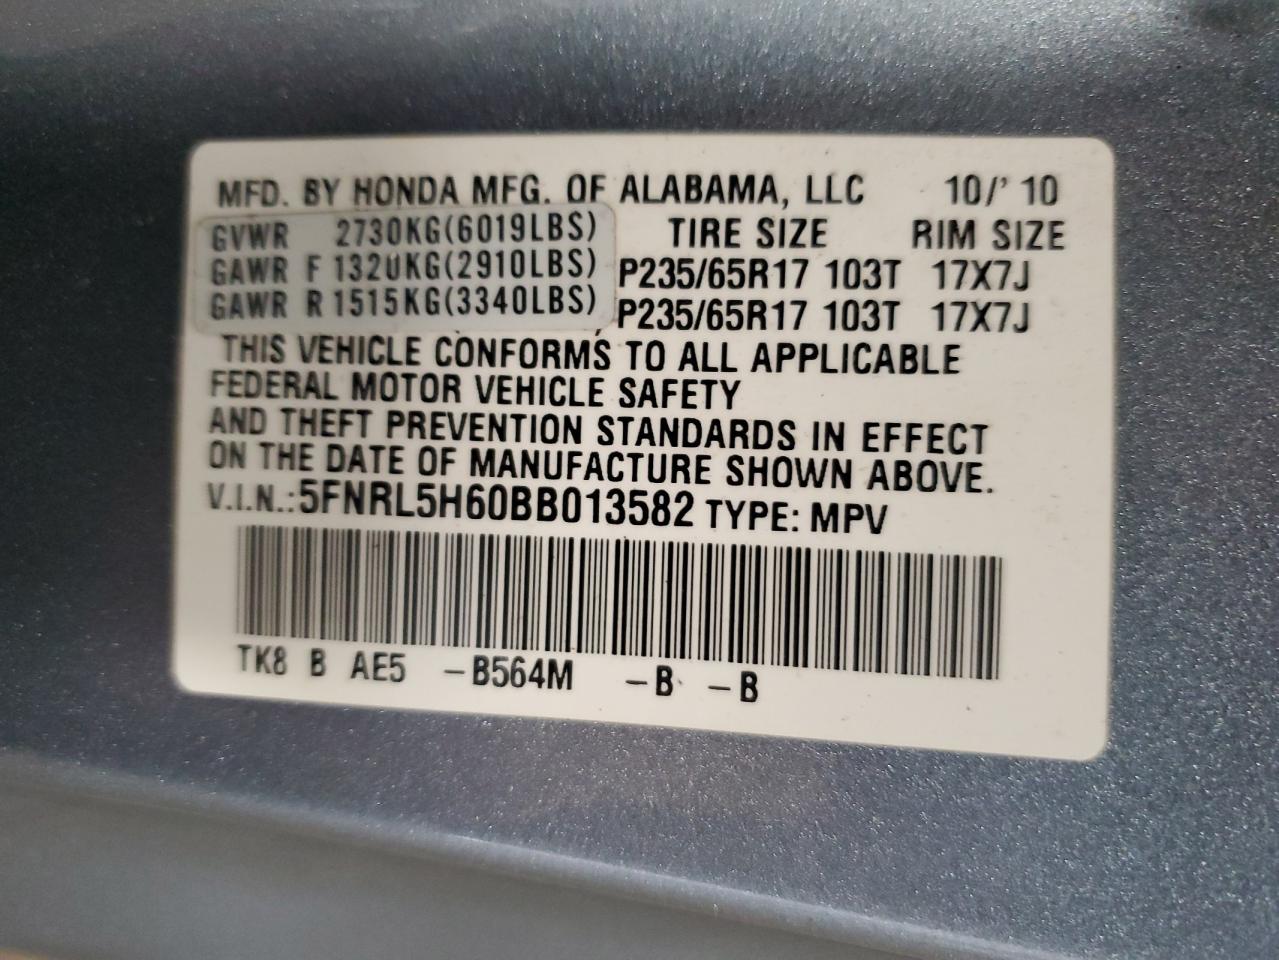 MFD. BY HONDA MFG. OF ALABAMA, LLC 10/' 10
GVWR 2730KG(6019LBS) TIRE SIZE RIM SIZE
GAWR F 1320KG(2910LBS) P235/65R17 103T 17X7J
GAWR R 1515KG(3340LBS) P235/65R17 103T 17X7J
THIS VEHICLE CONFORMS TO ALL APPLICABLE
FEDERAL MOTOR VEHICLE SAFETY
AND THEFT PREVENTION STANDARDS IN EFFECT
ON THE DATE OF MANUFACTURE SHOWN ABOVE.
V.I.N.: 5FNRL5H60BB013582 TYPE: MPV
TK8 B AE5 -B564M -B -B